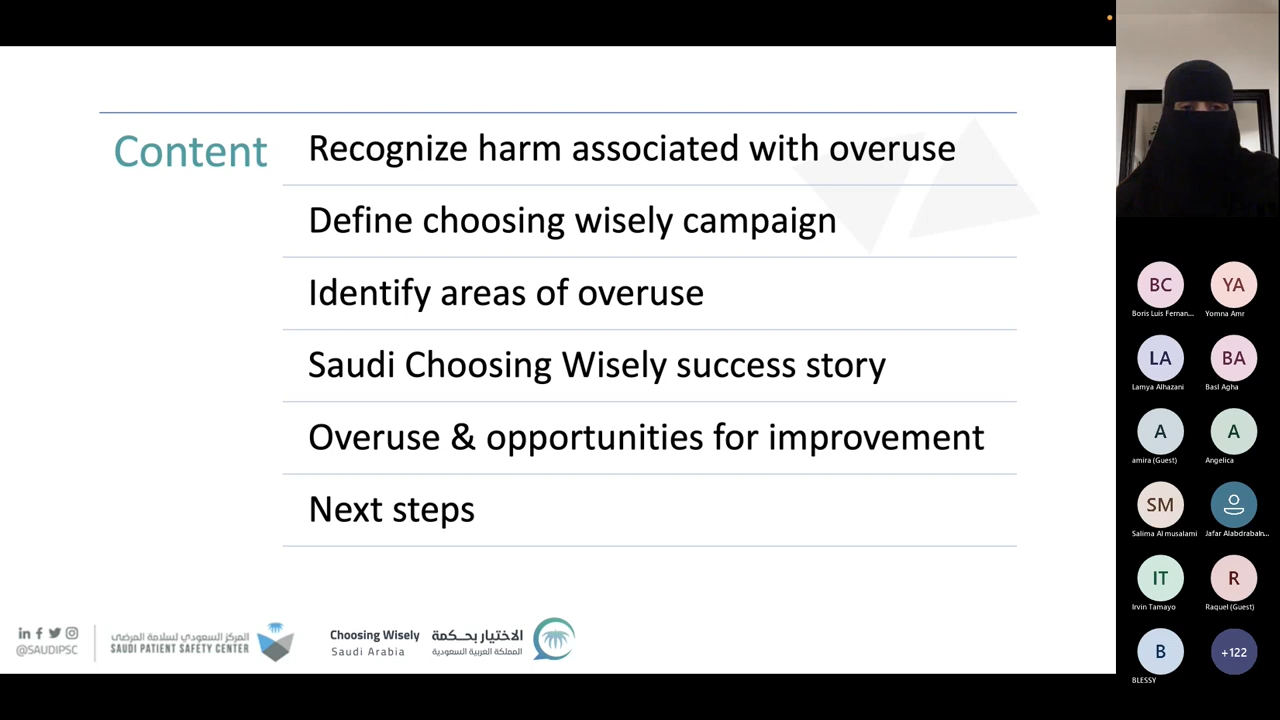 Content
Recognize harm associated with overuse
Define choosing wisely campaign
Identify areas of overuse
Saudi Choosing Wisely success story
Overuse & opportunities for improvement
Next steps
@SAUDIPSC
المركز السعودي لسلامة المرضى
SAUDI PATIENT SAFETY CENTER
Choosing Wisely
Saudi Arabia
الاختيار بحكمة
المملكة العربية السعودية
BC
YA
Boris Luis Fernan...
Yomna Amr
LA
BA
Lamya Alhazani
Basl Agha
A
A
amira (Guest)
Angelica
SM
Salima Al musalami
Jafar Alabdrabaln...
IT
R
Irvin Tamayo
Raquel (Guest)
B
+122
BLESSY